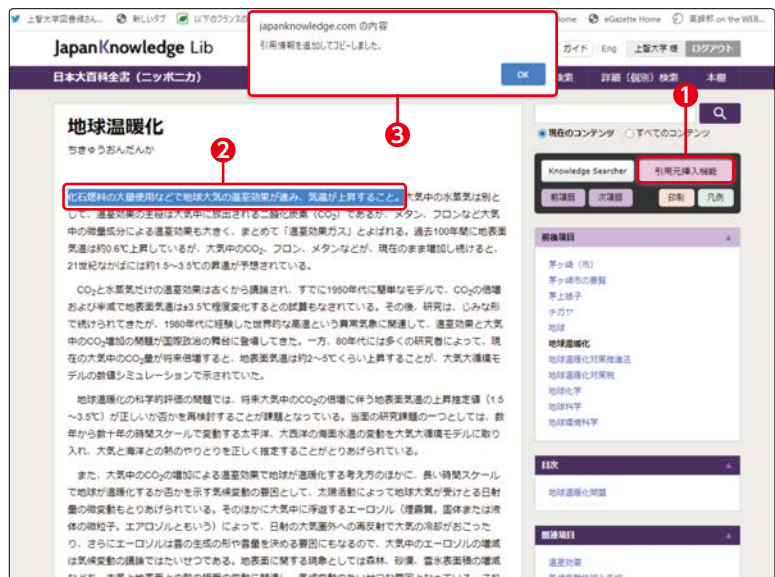 上智大学図書館さん...
新しいタブ
以下のフランスの
ome
eGazette Home
英辞郎 on the WEB...
japanknowledge.com の内容
引用情報を追加してコピーしました。
OK
❸
JapanKnowledge Lib
ガイド
Eng
上智大学 様
ログアウト
日本大百科全書(ニッポニカ)
検索
詳細(個別)検索
本棚
❶
現在のコンテンツ
すべてのコンテンツ
Knowledge Searcher
引用元挿入機能
前項目
次項目
印刷
凡例
地球温暖化
ちきゅうおんだんか
❷
化石燃料の大量使用などで地球大気の温室効果が進み、気温が上昇すること。大気中の水蒸気は別と
して、温室効果の主役は大気中に放出される二酸化炭素(CO₂)であるが、メタン、フロンなど大気
中の微量成分による温室効果も大きく、まとめて「温室効果ガス」とよばれる。過去100年間に地表面
気温は約0.6℃上昇しているが、大気中のCO₂、フロン、メタンなどが、現在のまま増加し続けると、
21世紀なかばには約1.5~3.5℃の昇温が予想されている。
CO₂と水蒸気だけの温室効果は古くから議論され、すでに1950年代に簡単なモデルで、CO₂の倍増
および半減で地表面気温は±3.5℃程度変化するとの試算もなされている。その後、研究は、じみな形
で続けられてきたが、1980年代に経験した世界的な高温という異常気象に関連して、温室効果と大気
中のCO₂増加の問題が国際政治の舞台に登場してきた。一方、80年代には多くの研究者によって、現
在の大気中のCO₂量が将来倍増すると、地表面気温は約2~5℃くらい上昇することが、大気大循環モ
デルの数値シミュレーションで示されていた。
地球温暖化の科学的評価の問題では、将来大気中のCO₂の倍増に伴う地表面気温の上昇推定値(1.5
~3.5℃)が正しいか否かを再検討することが課題となっている。当面の研究課題の一つとしては、数
年から数十年の時間スケールで変動する太平洋、大西洋の海面水温の変動を大気大循環モデルに取り
入れ、大気と海洋との熱のやりとりを正しく推定することがとりあげられている。
また、大気中のCO₂の増加による温室効果で地球が温暖化する考え方のほかに、長い時間スケール
で地球が温暖化するか否かを示す気候変動の要因として、太陽活動によって地球大気が受けとる日射
量の微変動もとりあげられている。そのほかに大気中に浮遊するエーロゾル(煙霧質。固体または液
体の微粒子。エアロゾルともいう)によって、日射の大気圏外への再反射で大気の冷却がおこった
り、さらにエーロゾルは雲の生成の形や雲量を決める要因にもなるので、大気中のエーロゾルの増減
は気候変動の議論ではたいせつである。地表面に関する現象としては森林、砂漠、雪氷表面積の増減
前後項目
茅ヶ崎(市)
茅ヶ崎市の要覧
茅上娘子
チガヤ
地球
地球温暖化
地球温暖化対策推進法
地球温暖化対策税
地球化学
地球科学
地球環境科学
目次
地球温暖化問題
関連項目
温室効果